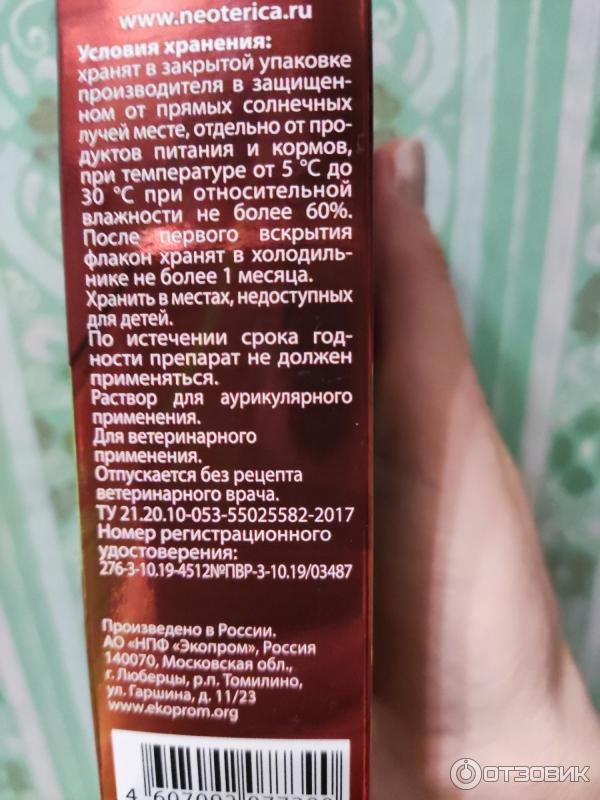 www.neoterica.ru
Условия хранения:
хранят в закрытой упаковке
производителя в защищен-
ном от прямых солнечных
лучей месте, отдельно от про-
дуктов питания и кормов,
при температуре от 5 °C до
30 °C при относительной
влажности не более 60%.
После первого вскрытия
флакон хранят в холодиль-
нике не более 1 месяца.
Хранить в местах, недоступных
для детей.
По истечении срока год-
ности препарат не должен
применяться.
Раствор для аурикулярного
применения.
Для ветеринарного
применения.
Отпускается без рецепта
ветеринарного врача.
ТУ 21.20.10-053-55025582-2017
Номер регистрационного
удостоверения:
276-3-10.19-4512№ПВР-3-10.19/03487
Произведено в России.
АО «НПФ «Экопром», Россия
140070, Московская обл.,
г. Люберцы, р.п. Томилино,
ул. Гаршина, д. 11/23
www.ekoprom.org
ОТЗОВИК